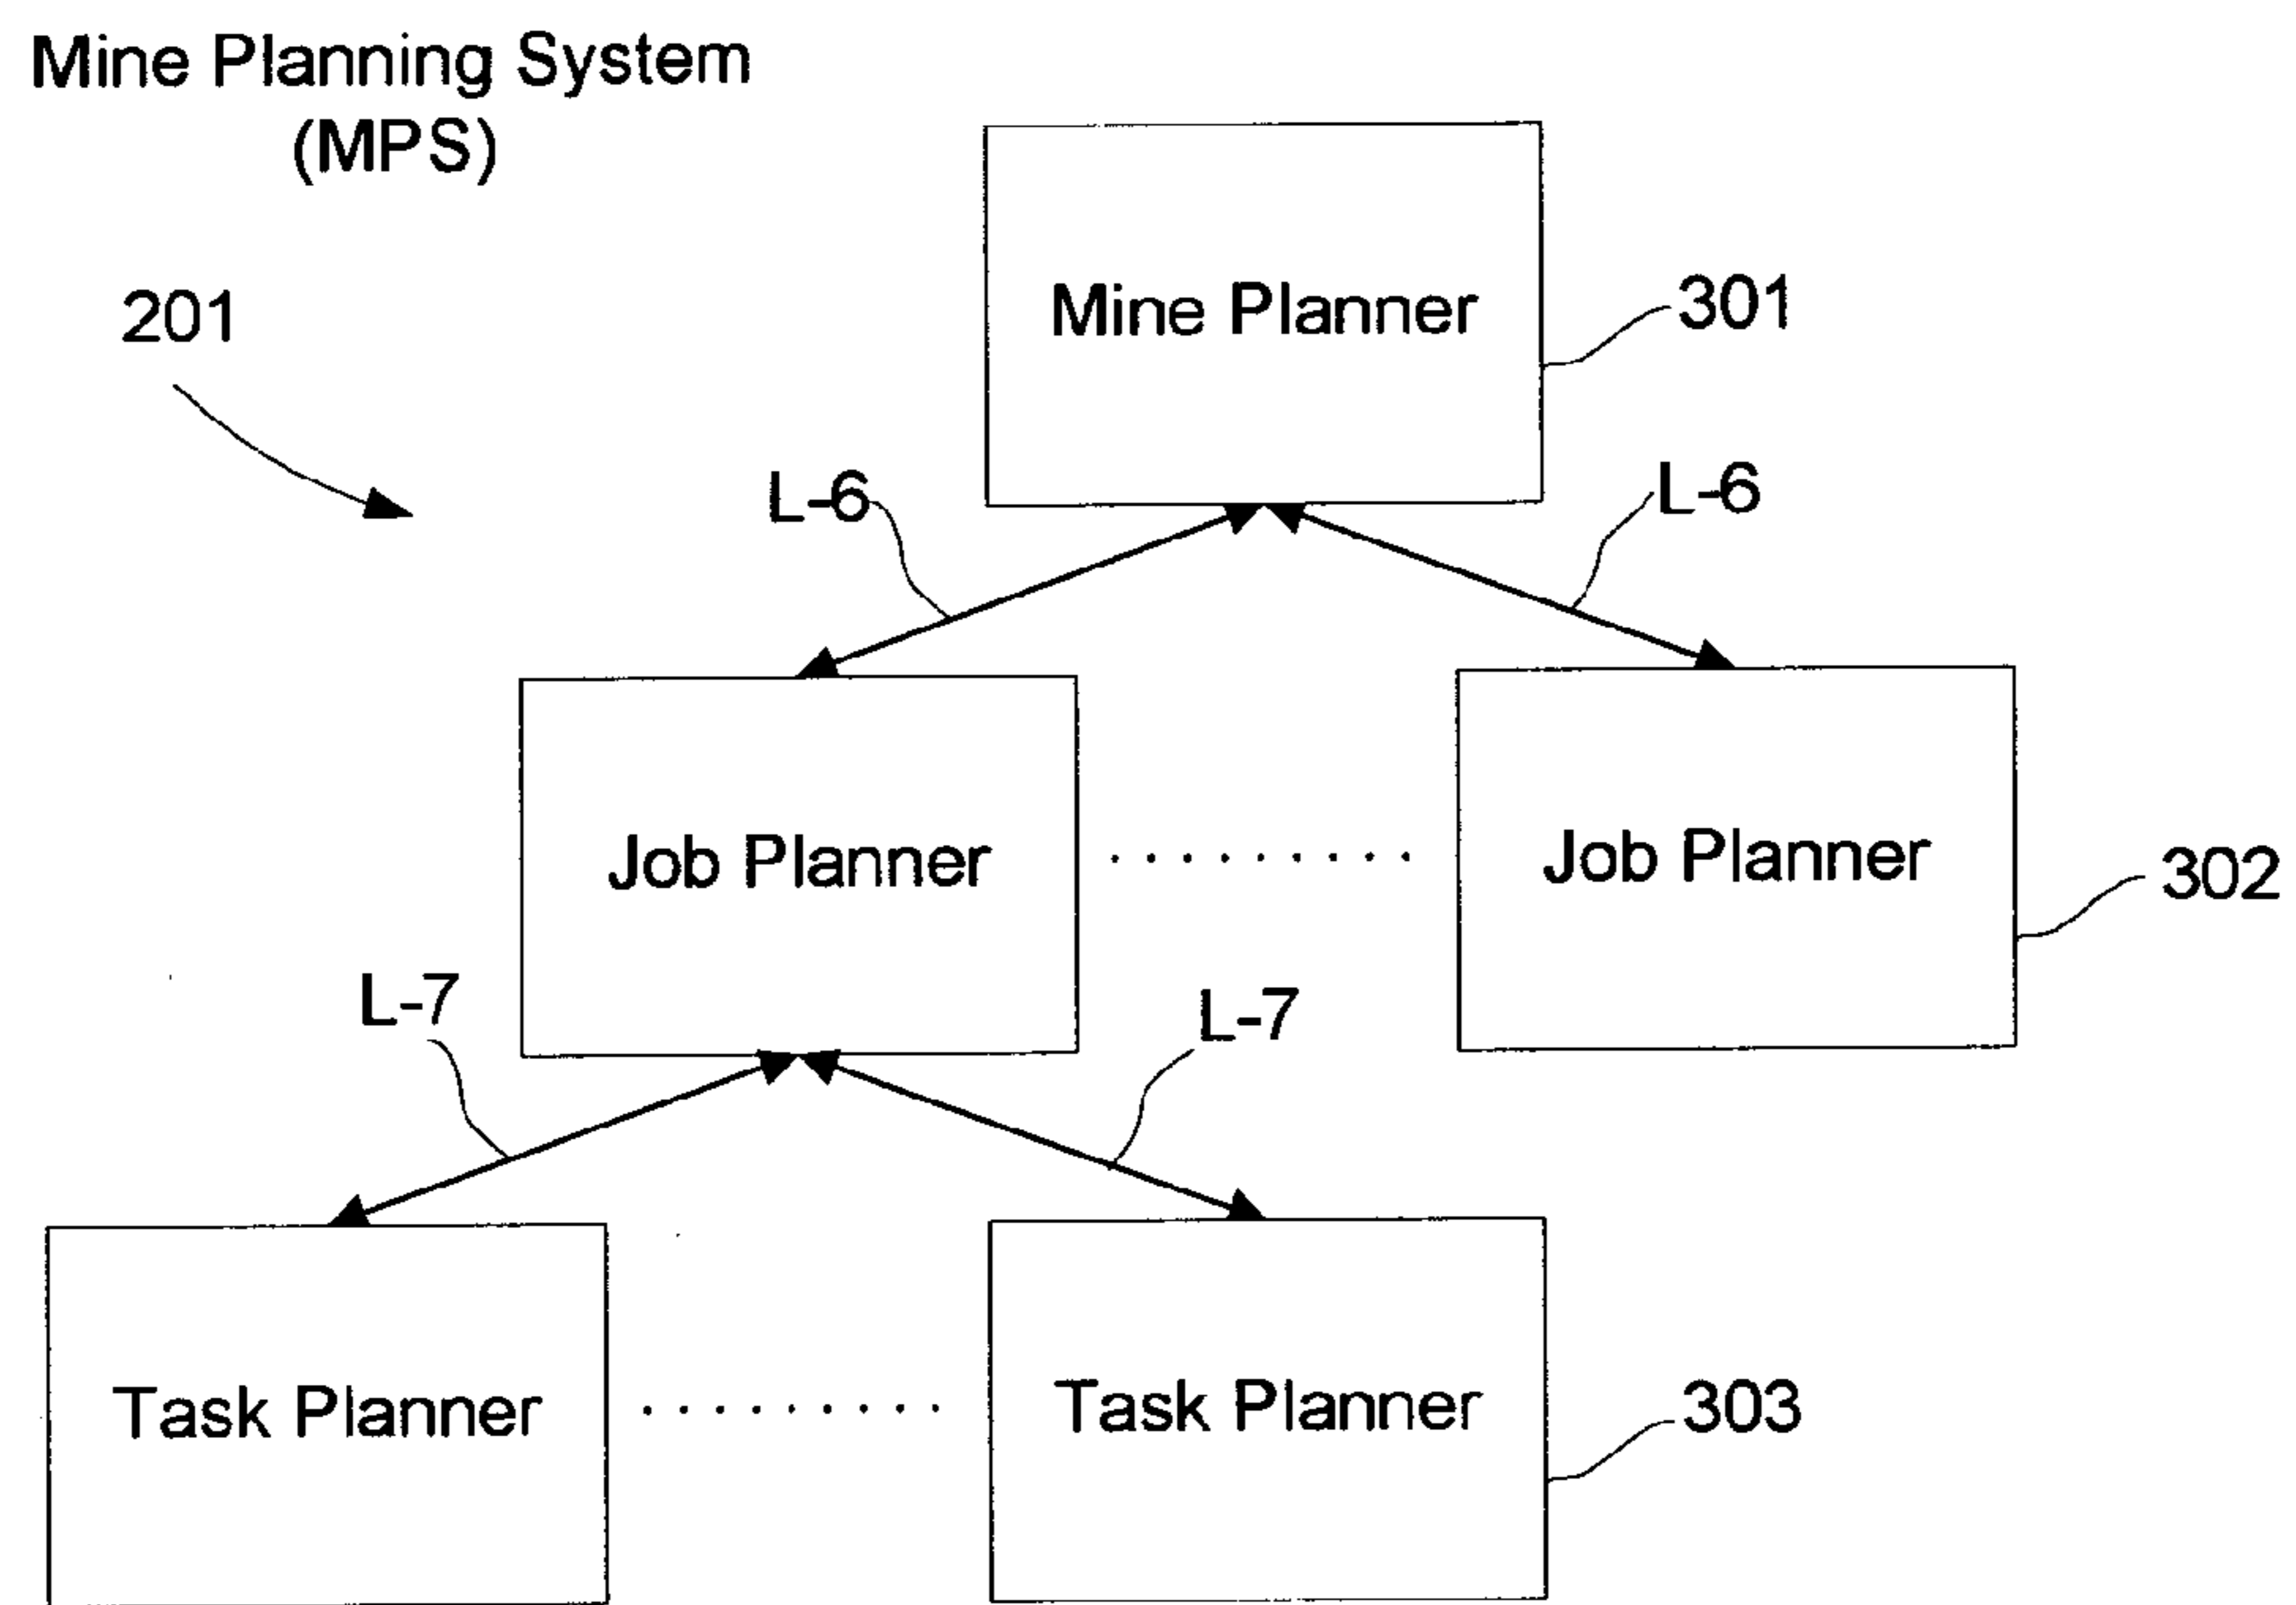 Mine Planning System
(MPS)
201
Mine Planner
301
L-6
L-6
Job Planner
Job Planner
302
L-7
L-7
Task Planner
Task Planner
303